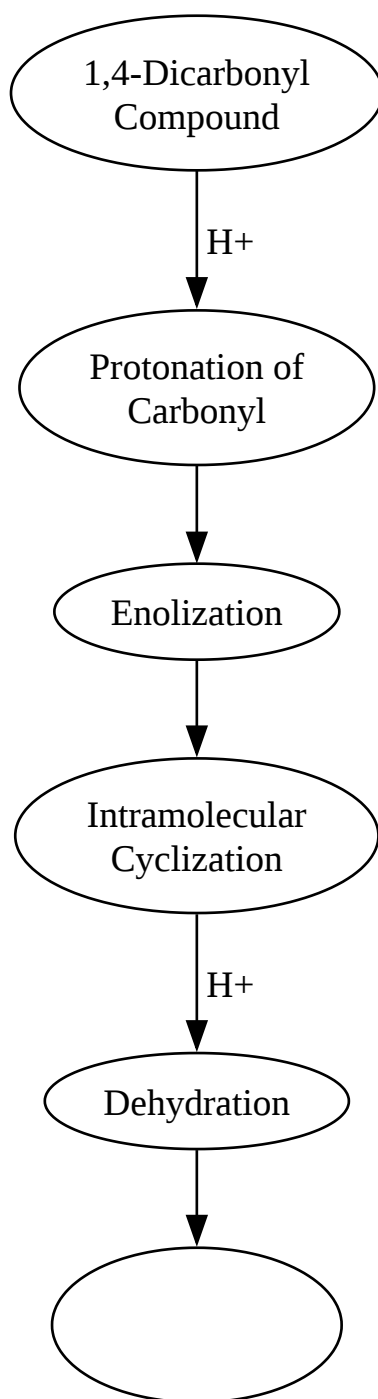 1,4-Dicarbonyl
Compound
H+
Protonation of
Carbonyl
Enolization
Intramolecular
Cyclization
H+
Dehydration